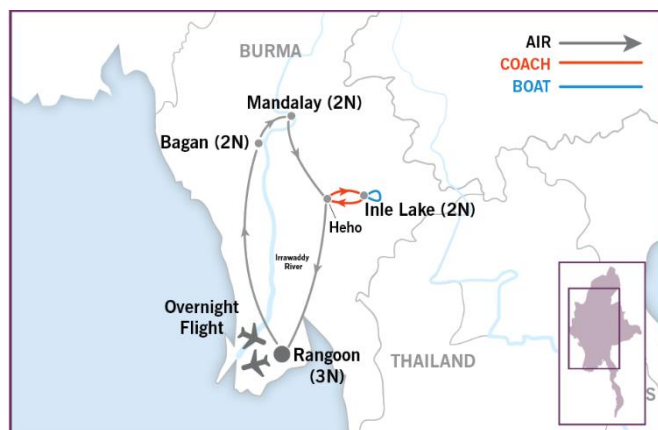 BURMA
AIR
COACH
BOAT
Mandalay (2N)
Bagan (2N)
Inle Lake (2N)
Heho
Irrawaddy
River
Overnight
Flight
Rangoon
(3N)
THAILAND
S